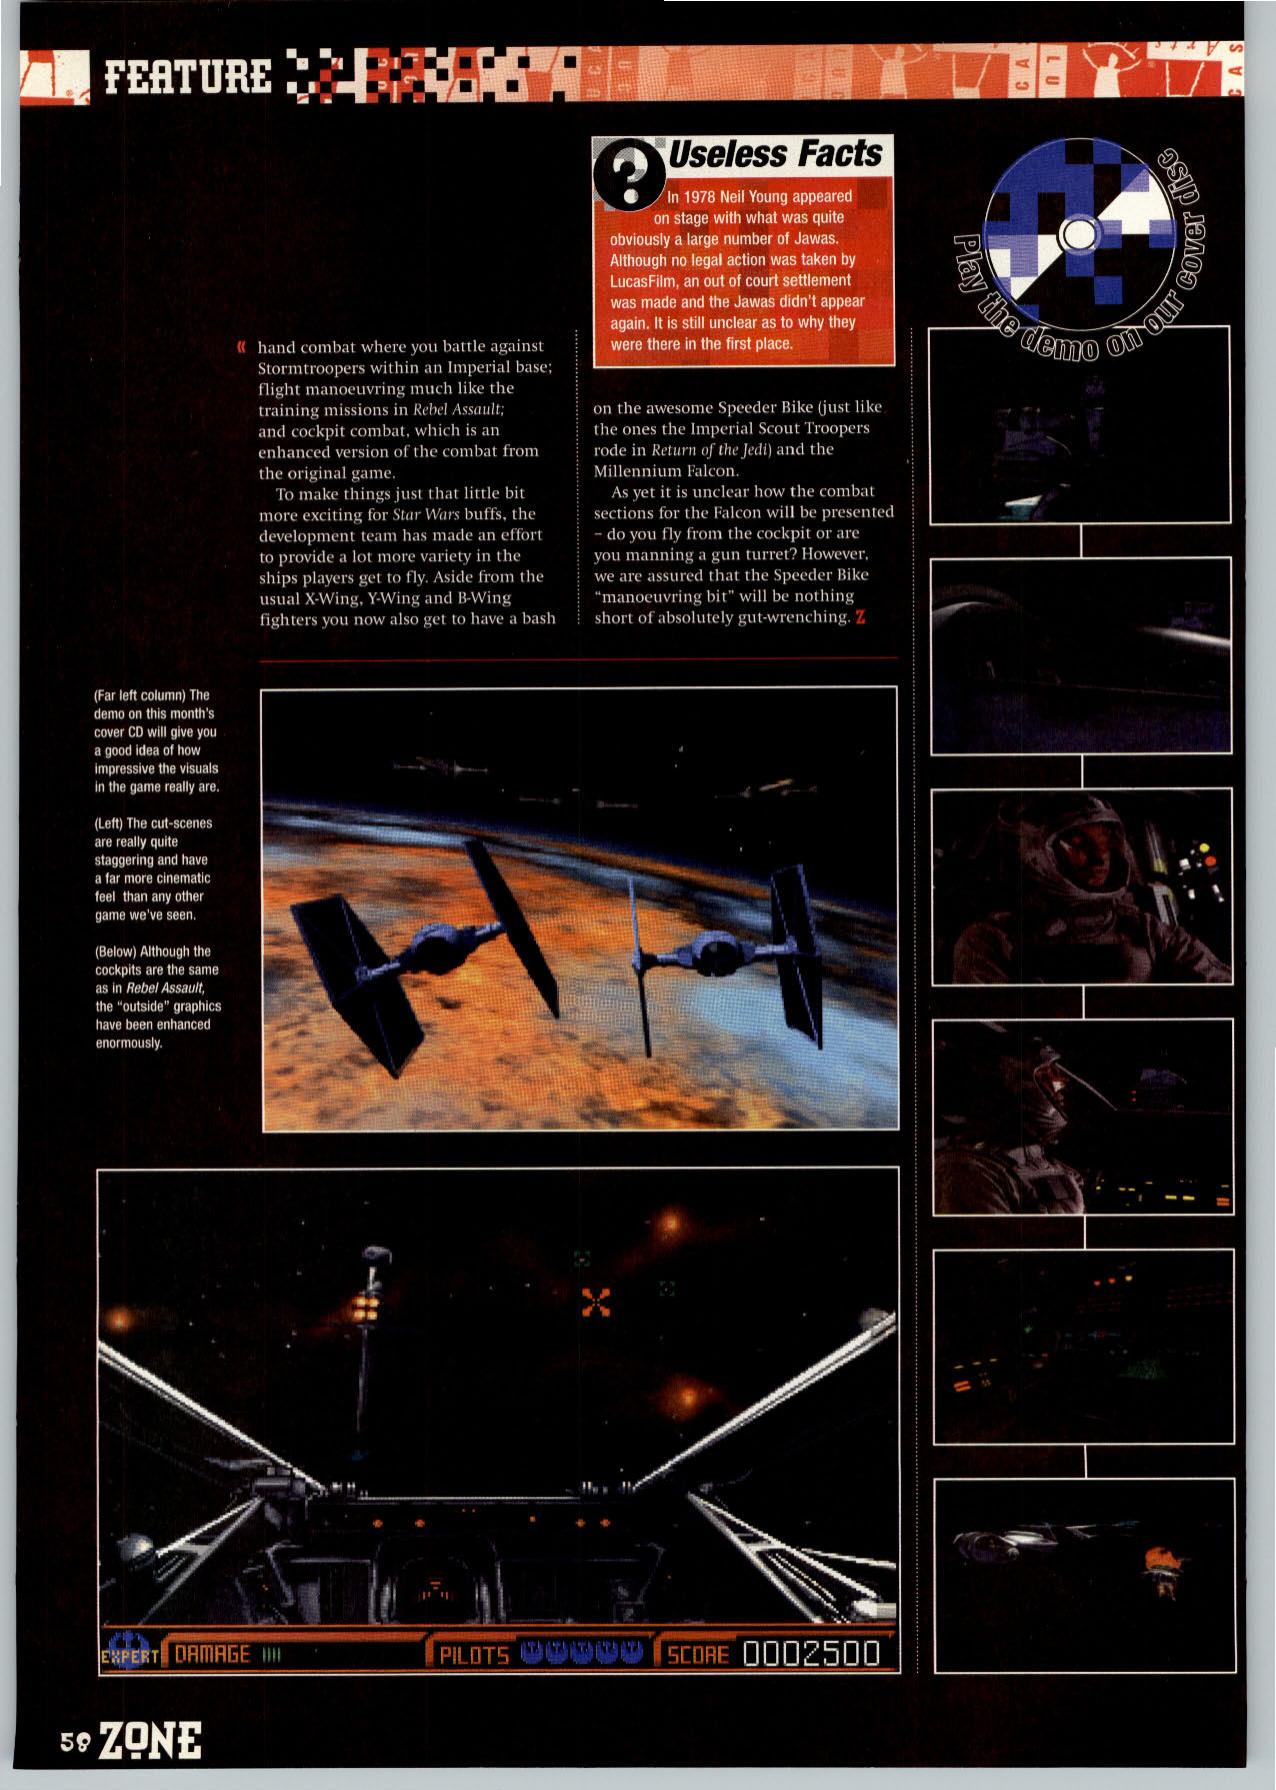 FEATURE
Useless Facts
In 1978 Neil Young appeared
on stage with what was quite
obviously a large number of Jawas.
Although no legal action was taken by
LucasFilm, an out of court settlement
was made and the Jawas didn't appear
again. It is still unclear as to why they
were there in the first place.
Play the demo on our cover disc
« hand combat where you battle against
Stormtroopers within an Imperial base;
flight manoeuvring much like the
training missions in Rebel Assault;
and cockpit combat, which is an
enhanced version of the combat from
the original game.
To make things just that little bit
more exciting for Star Wars buffs, the
development team has made an effort
to provide a lot more variety in the
ships players get to fly. Aside from the
usual X-Wing, Y-Wing and B-Wing
fighters you now also get to have a bash
on the awesome Speeder Bike (just like
the ones the Imperial Scout Troopers
rode in Return of the Jedi) and the
Millennium Falcon.
As yet it is unclear how the combat
sections for the Falcon will be presented
– do you fly from the cockpit or are
you manning a gun turret? However,
we are assured that the Speeder Bike
"manoeuvring bit" will be nothing
short of absolutely gut-wrenching. Z
(Far left column) The
demo on this month's
cover CD will give you
a good idea of how
impressive the visuals
in the game really are.
(Left) The cut-scenes
are really quite
staggering and have
a far more cinematic
feel than any other
game we've seen.
(Below) Although the
cockpits are the same
as in Rebel Assault,
the "outside" graphics
have been enhanced
enormously.
EXPERT DAMAGE PILOTS SCORE 0002500
58 ZONE